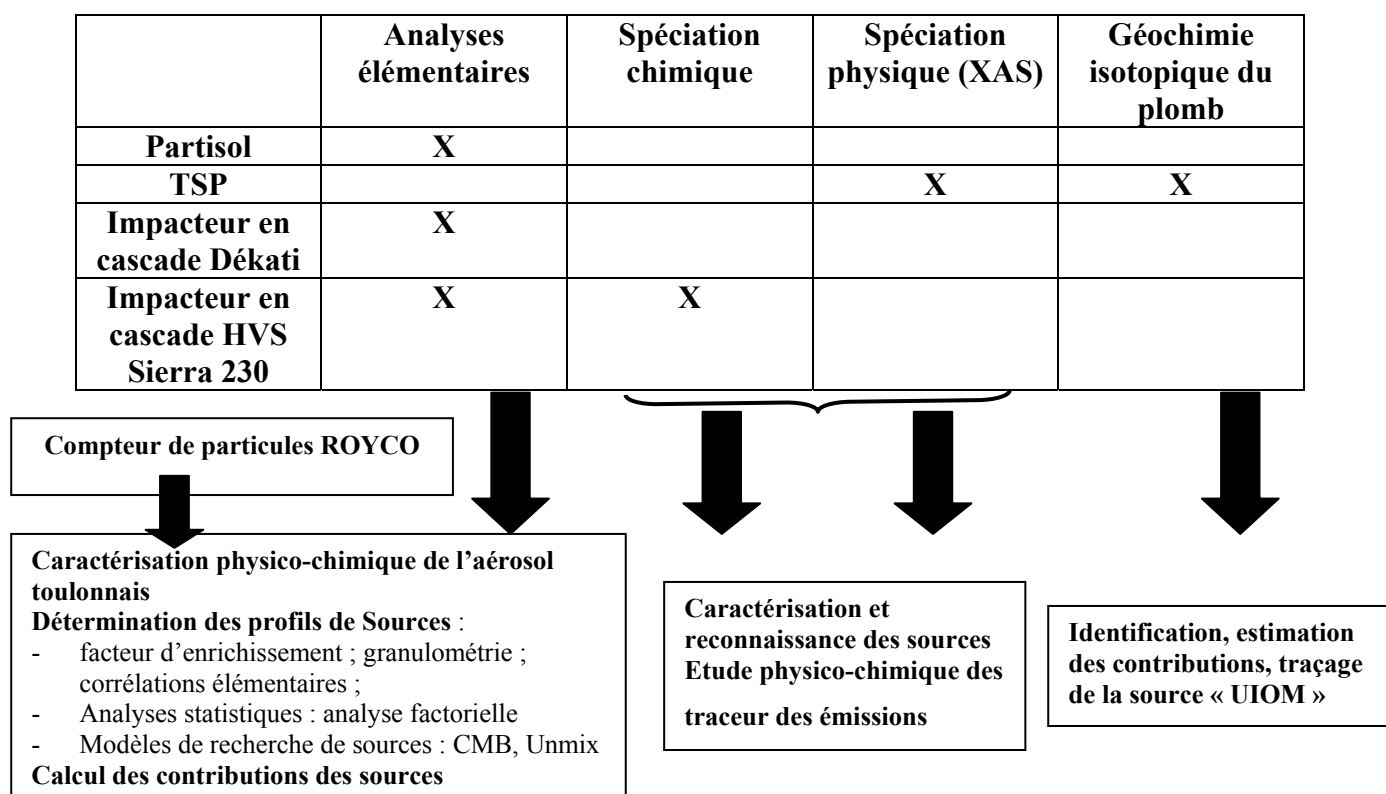 Analyses
élémentaires
Spéciation
chimique
Spéciation
physique (XAS)
Géochimie
isotopique du
plomb
Partisol
X
TSP
X
X
Impacteur en
cascade Dékati
X
Impacteur en
cascade HVS
Sierra 230
X
X
Compteur de particules ROYCO
Caractérisation physico-chimique de l’aérosol
toulonnais
Détermination des profils de Sources :
- facteur d’enrichissement ; granulométrie ;
corrélations élémentaires ;
- Analyses statistiques : analyse factorielle
- Modèles de recherche de sources : CMB, Unmix
Calcul des contributions des sources
Caractérisation et
reconnaissance des sources
Etude physico-chimique des
traceur des émissions
Identification, estimation
des contributions, traçage
de la source « UIOM »